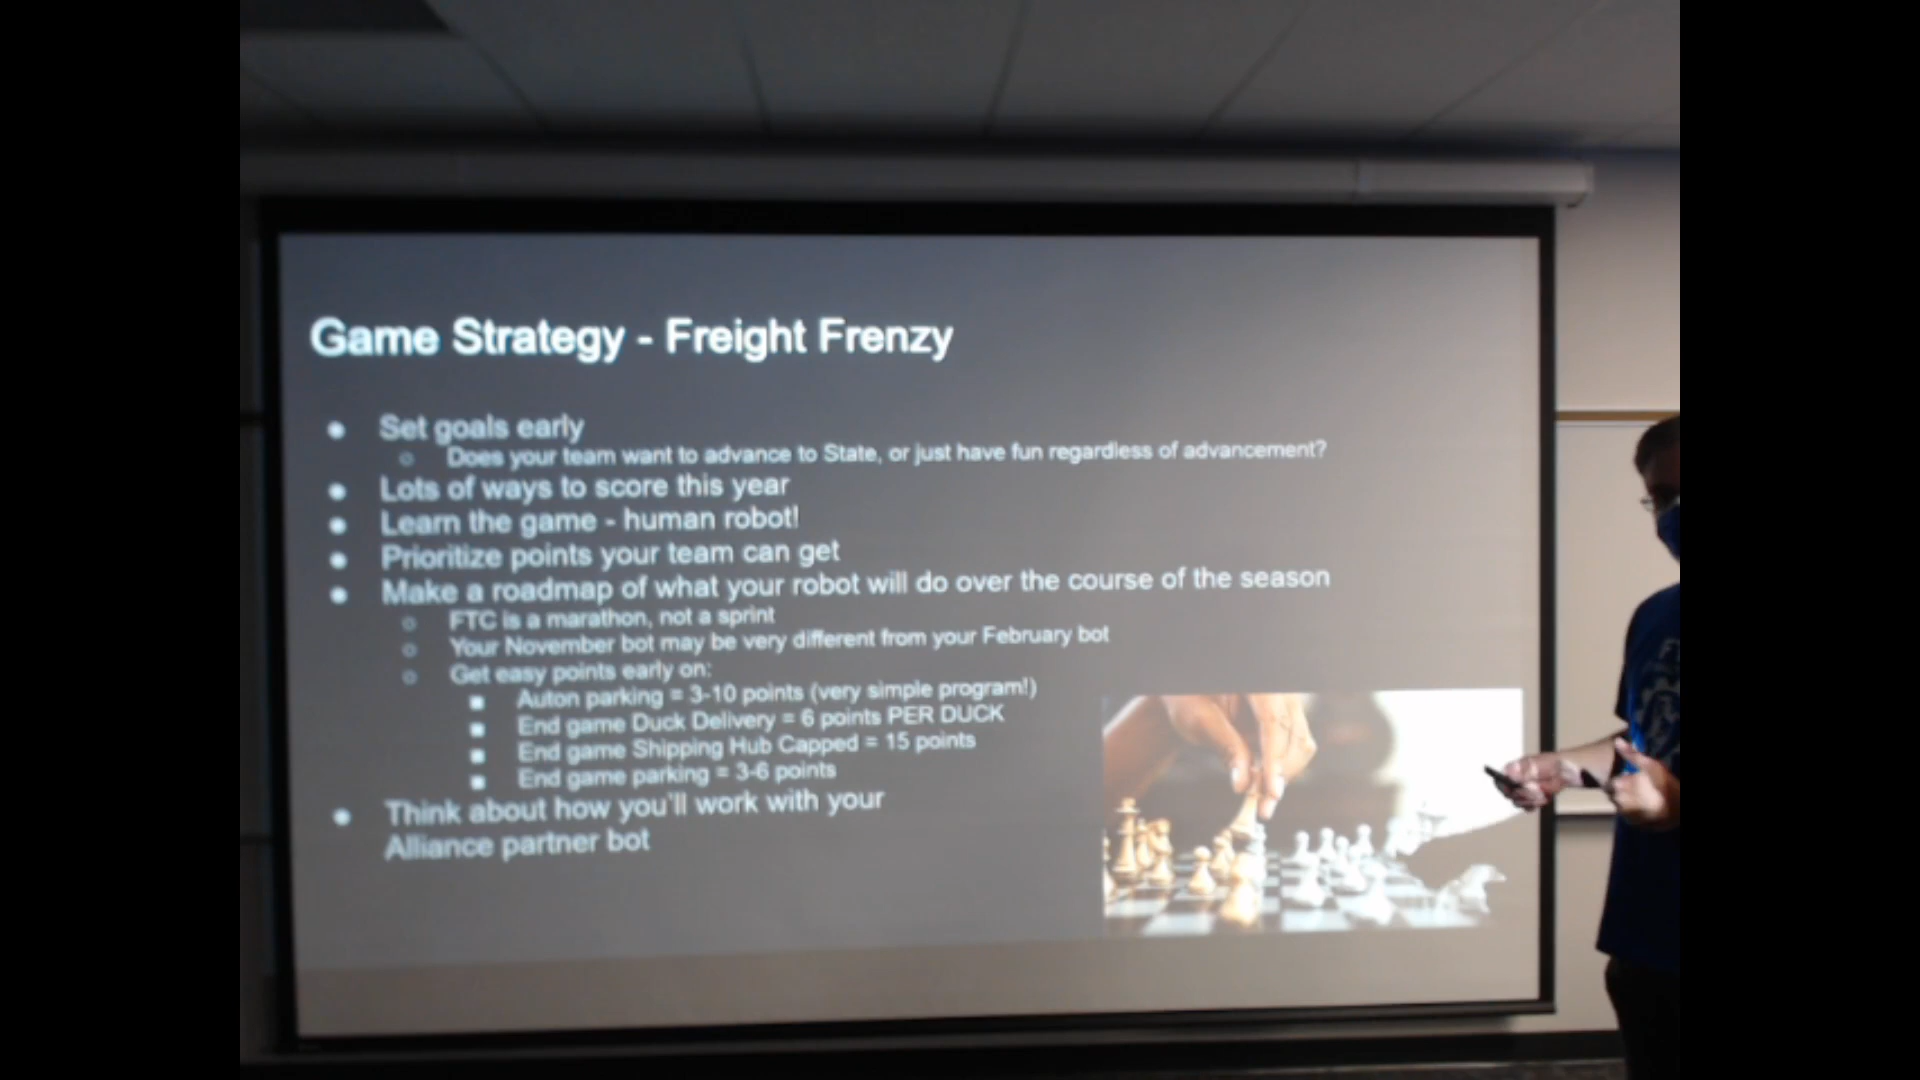 Game Strategy - Freight Frenzy
Set goals early
Does your team want to advance to State, or just have fun regardless of advancement?
Lots of ways to score this year
Learn the game - human robot!
Prioritize points your team can get
Make a roadmap of what your robot will do over the course of the season
FTC is a marathon, not a sprint
Your November bot may be very different from your February bot
Get easy points early on:
Auton parking = 3-10 points (very simple program!)
End game Duck Delivery = 6 points PER DUCK
End game Shipping Hub Capped = 15 points
End game parking = 3-6 points
Think about how you'll work with your
Alliance partner bot